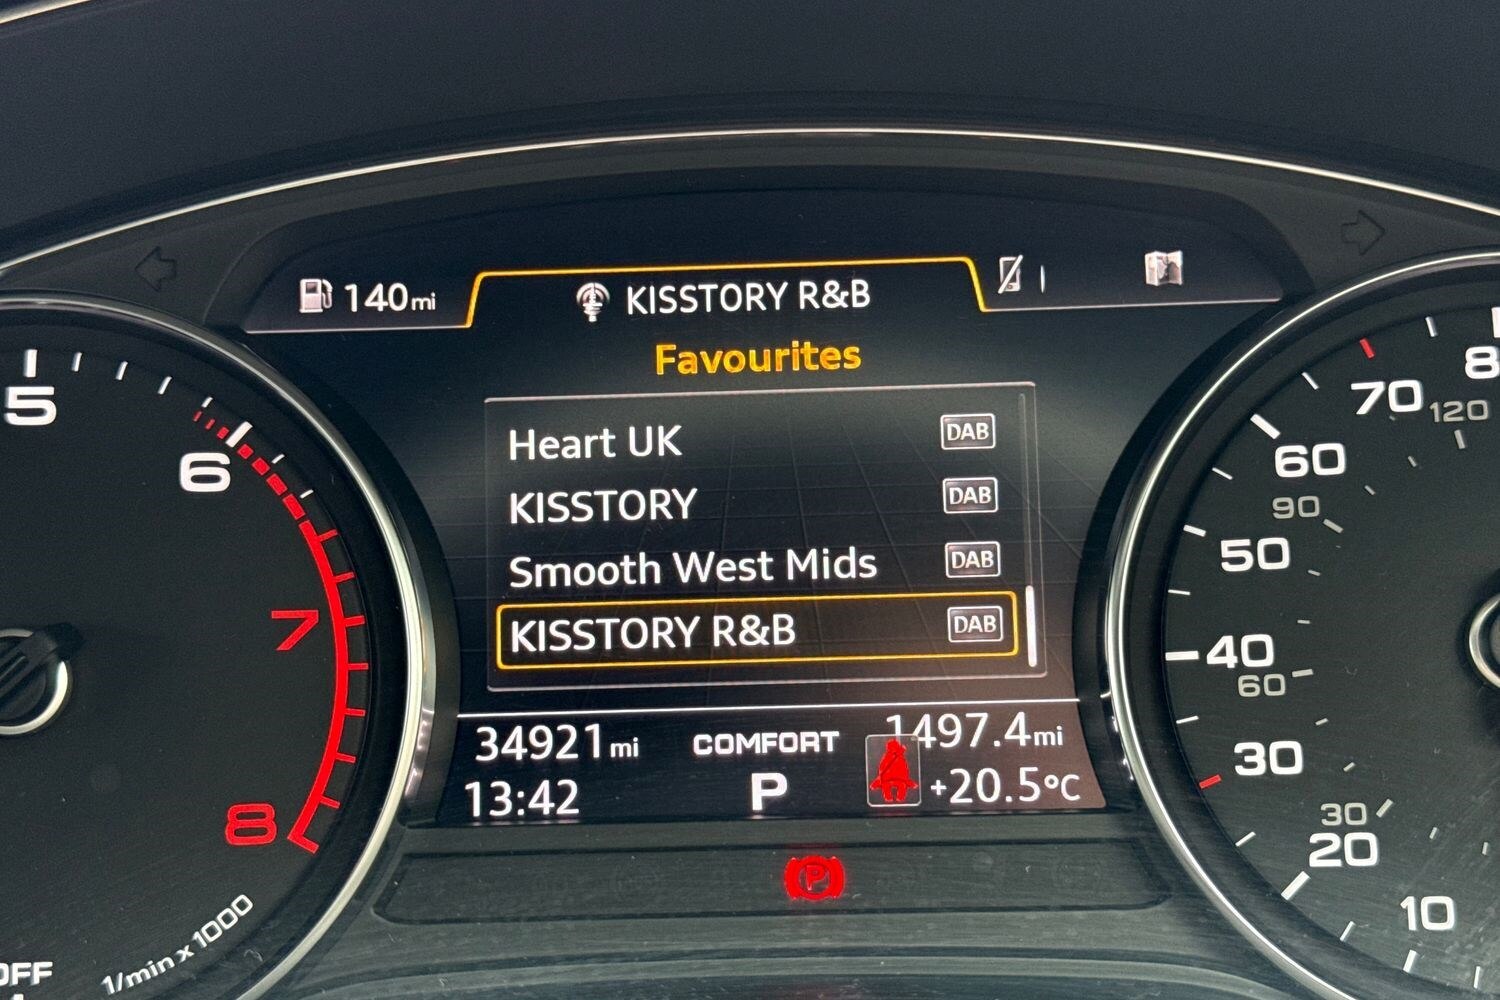 140mi
KISSTORY R&B
Favourites
Heart UK DAB
KISSTORY DAB
Smooth West Mids DAB
KISSTORY R&B DAB
34921mi
COMFORT
1497.4mi
13:42
P
+20.5°C
P
5
6
7
8
1/min x 1000
OFF
8
70
120
60
90
50
40
60
30
30
20
10